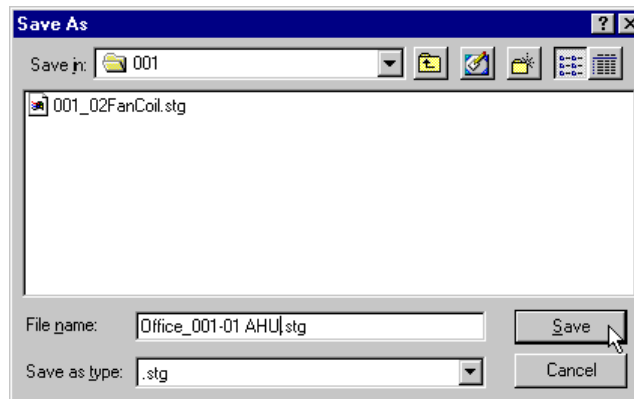 Save As
Save in: 001
001_02FanCoil.stg
File name: Office_001-01 AHU.stg Save
Save as type: .stg Cancel